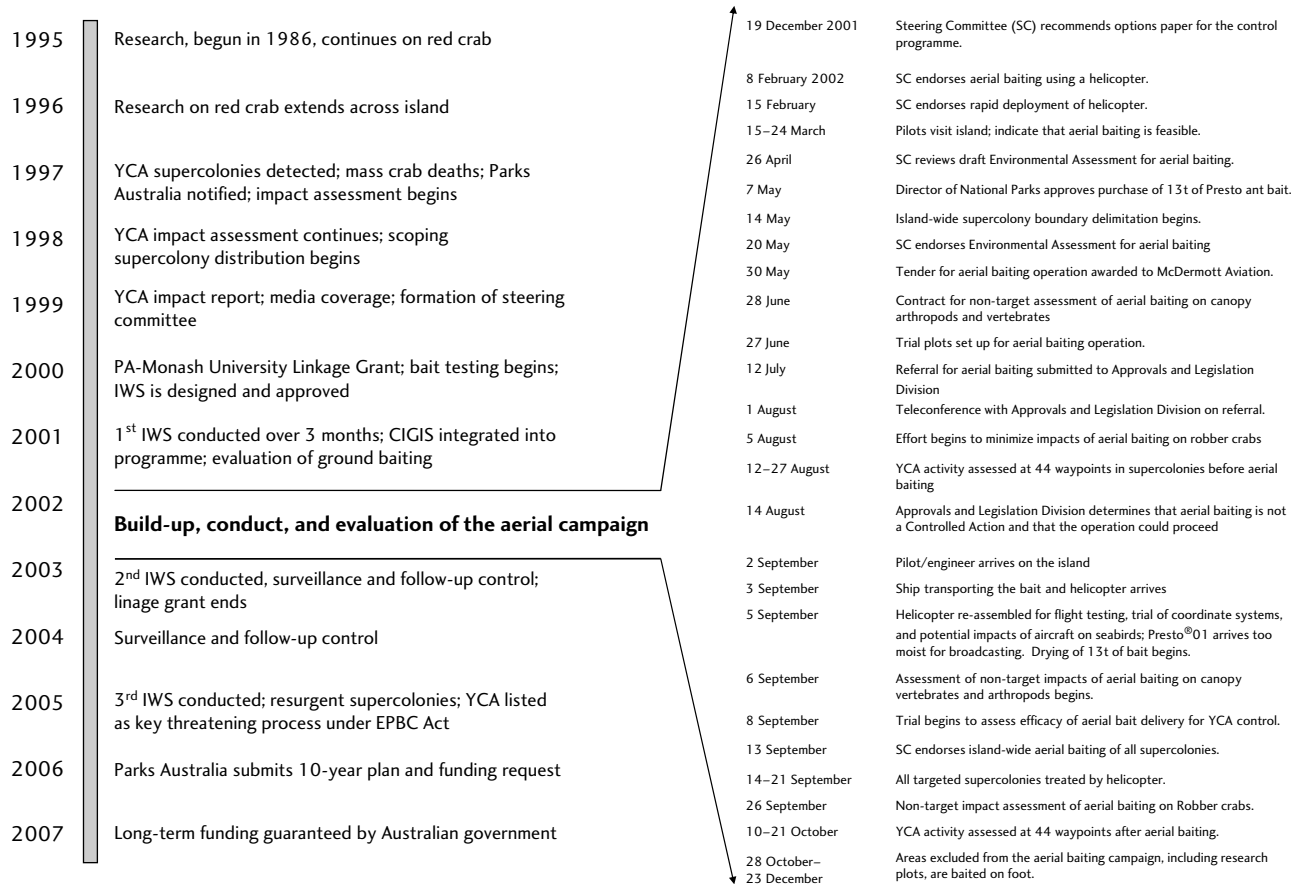 1995
Research, begun in 1986, continues on red crab
1996
Research on red crab extends across island
1997
YCA supercolonies detected; mass crab deaths; Parks
Australia notified; impact assessment begins
1998
YCA impact assessment continues; scoping
supercolony distribution begins
1999
YCA impact report; media coverage; formation of steering
committee
2000
PA-Monash University Linkage Grant; bait testing begins;
IWS is designed and approved
2001
1st IWS conducted over 3 months; CIGIS integrated into
programme; evaluation of ground baiting
2002
Build-up, conduct, and evaluation of the aerial campaign
2003
2nd IWS conducted, surveillance and follow-up control;
linage grant ends
2004
Surveillance and follow-up control
2005
3rd IWS conducted; resurgent supercolonies; YCA listed
as key threatening process under EPBC Act
2006
Parks Australia submits 10-year plan and funding request
2007
Long-term funding guaranteed by Australian government
19 December 2001
Steering Committee (SC) recommends options paper for the control
programme.
8 February 2002
SC endorses aerial baiting using a helicopter.
15 February
SC endorses rapid deployment of helicopter.
15–24 March
Pilots visit island; indicate that aerial baiting is feasible.
26 April
SC reviews draft Environmental Assessment for aerial baiting.
7 May
Director of National Parks approves purchase of 13t of Presto ant bait.
14 May
Island-wide supercolony boundary delimitation begins.
20 May
SC endorses Environmental Assessment for aerial baiting
30 May
Tender for aerial baiting operation awarded to McDermott Aviation.
28 June
Contract for non-target assessment of aerial baiting on canopy
arthropods and vertebrates
27 June
Trial plots set up for aerial baiting operation.
12 July
Referral for aerial baiting submitted to Approvals and Legislation
Division
1 August
Teleconference with Approvals and Legislation Division on referral.
5 August
Effort begins to minimize impacts of aerial baiting on robber crabs
12–27 August
YCA activity assessed at 44 waypoints in supercolonies before aerial
baiting
14 August
Approvals and Legislation Division determines that aerial baiting is not
a Controlled Action and that the operation could proceed
2 September
Pilot/engineer arrives on the island
3 September
Ship transporting the bait and helicopter arrives
5 September
Helicopter re-assembled for flight testing, trial of coordinate systems,
and potential impacts of aircraft on seabirds; Presto®01 arrives too
moist for broadcasting. Drying of 13t of bait begins.
6 September
Assessment of non-target impacts of aerial baiting on canopy
vertebrates and arthropods begins.
8 September
Trial begins to assess efficacy of aerial bait delivery for YCA control.
13 September
SC endorses island-wide aerial baiting of all supercolonies.
14–21 September
All targeted supercolonies treated by helicopter.
26 September
Non-target impact assessment of aerial baiting on Robber crabs.
10–21 October
YCA activity assessed at 44 waypoints after aerial baiting.
28 October–
23 December
Areas excluded from the aerial baiting campaign, including research
plots, are baited on foot.